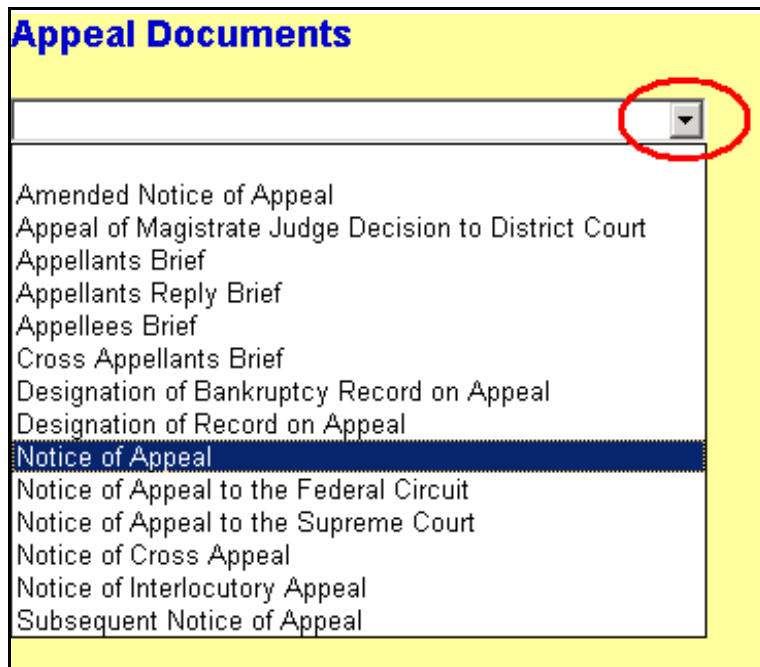 Appeal Documents
Amended Notice of Appeal
Appeal of Magistrate Judge Decision to District Court
Appellants Brief
Appellants Reply Brief
Appellees Brief
Cross Appellants Brief
Designation of Bankruptcy Record on Appeal
Designation of Record on Appeal
Notice of Appeal
Notice of Appeal to the Federal Circuit
Notice of Appeal to the Supreme Court
Notice of Cross Appeal
Notice of Interlocutory Appeal
Subsequent Notice of Appeal